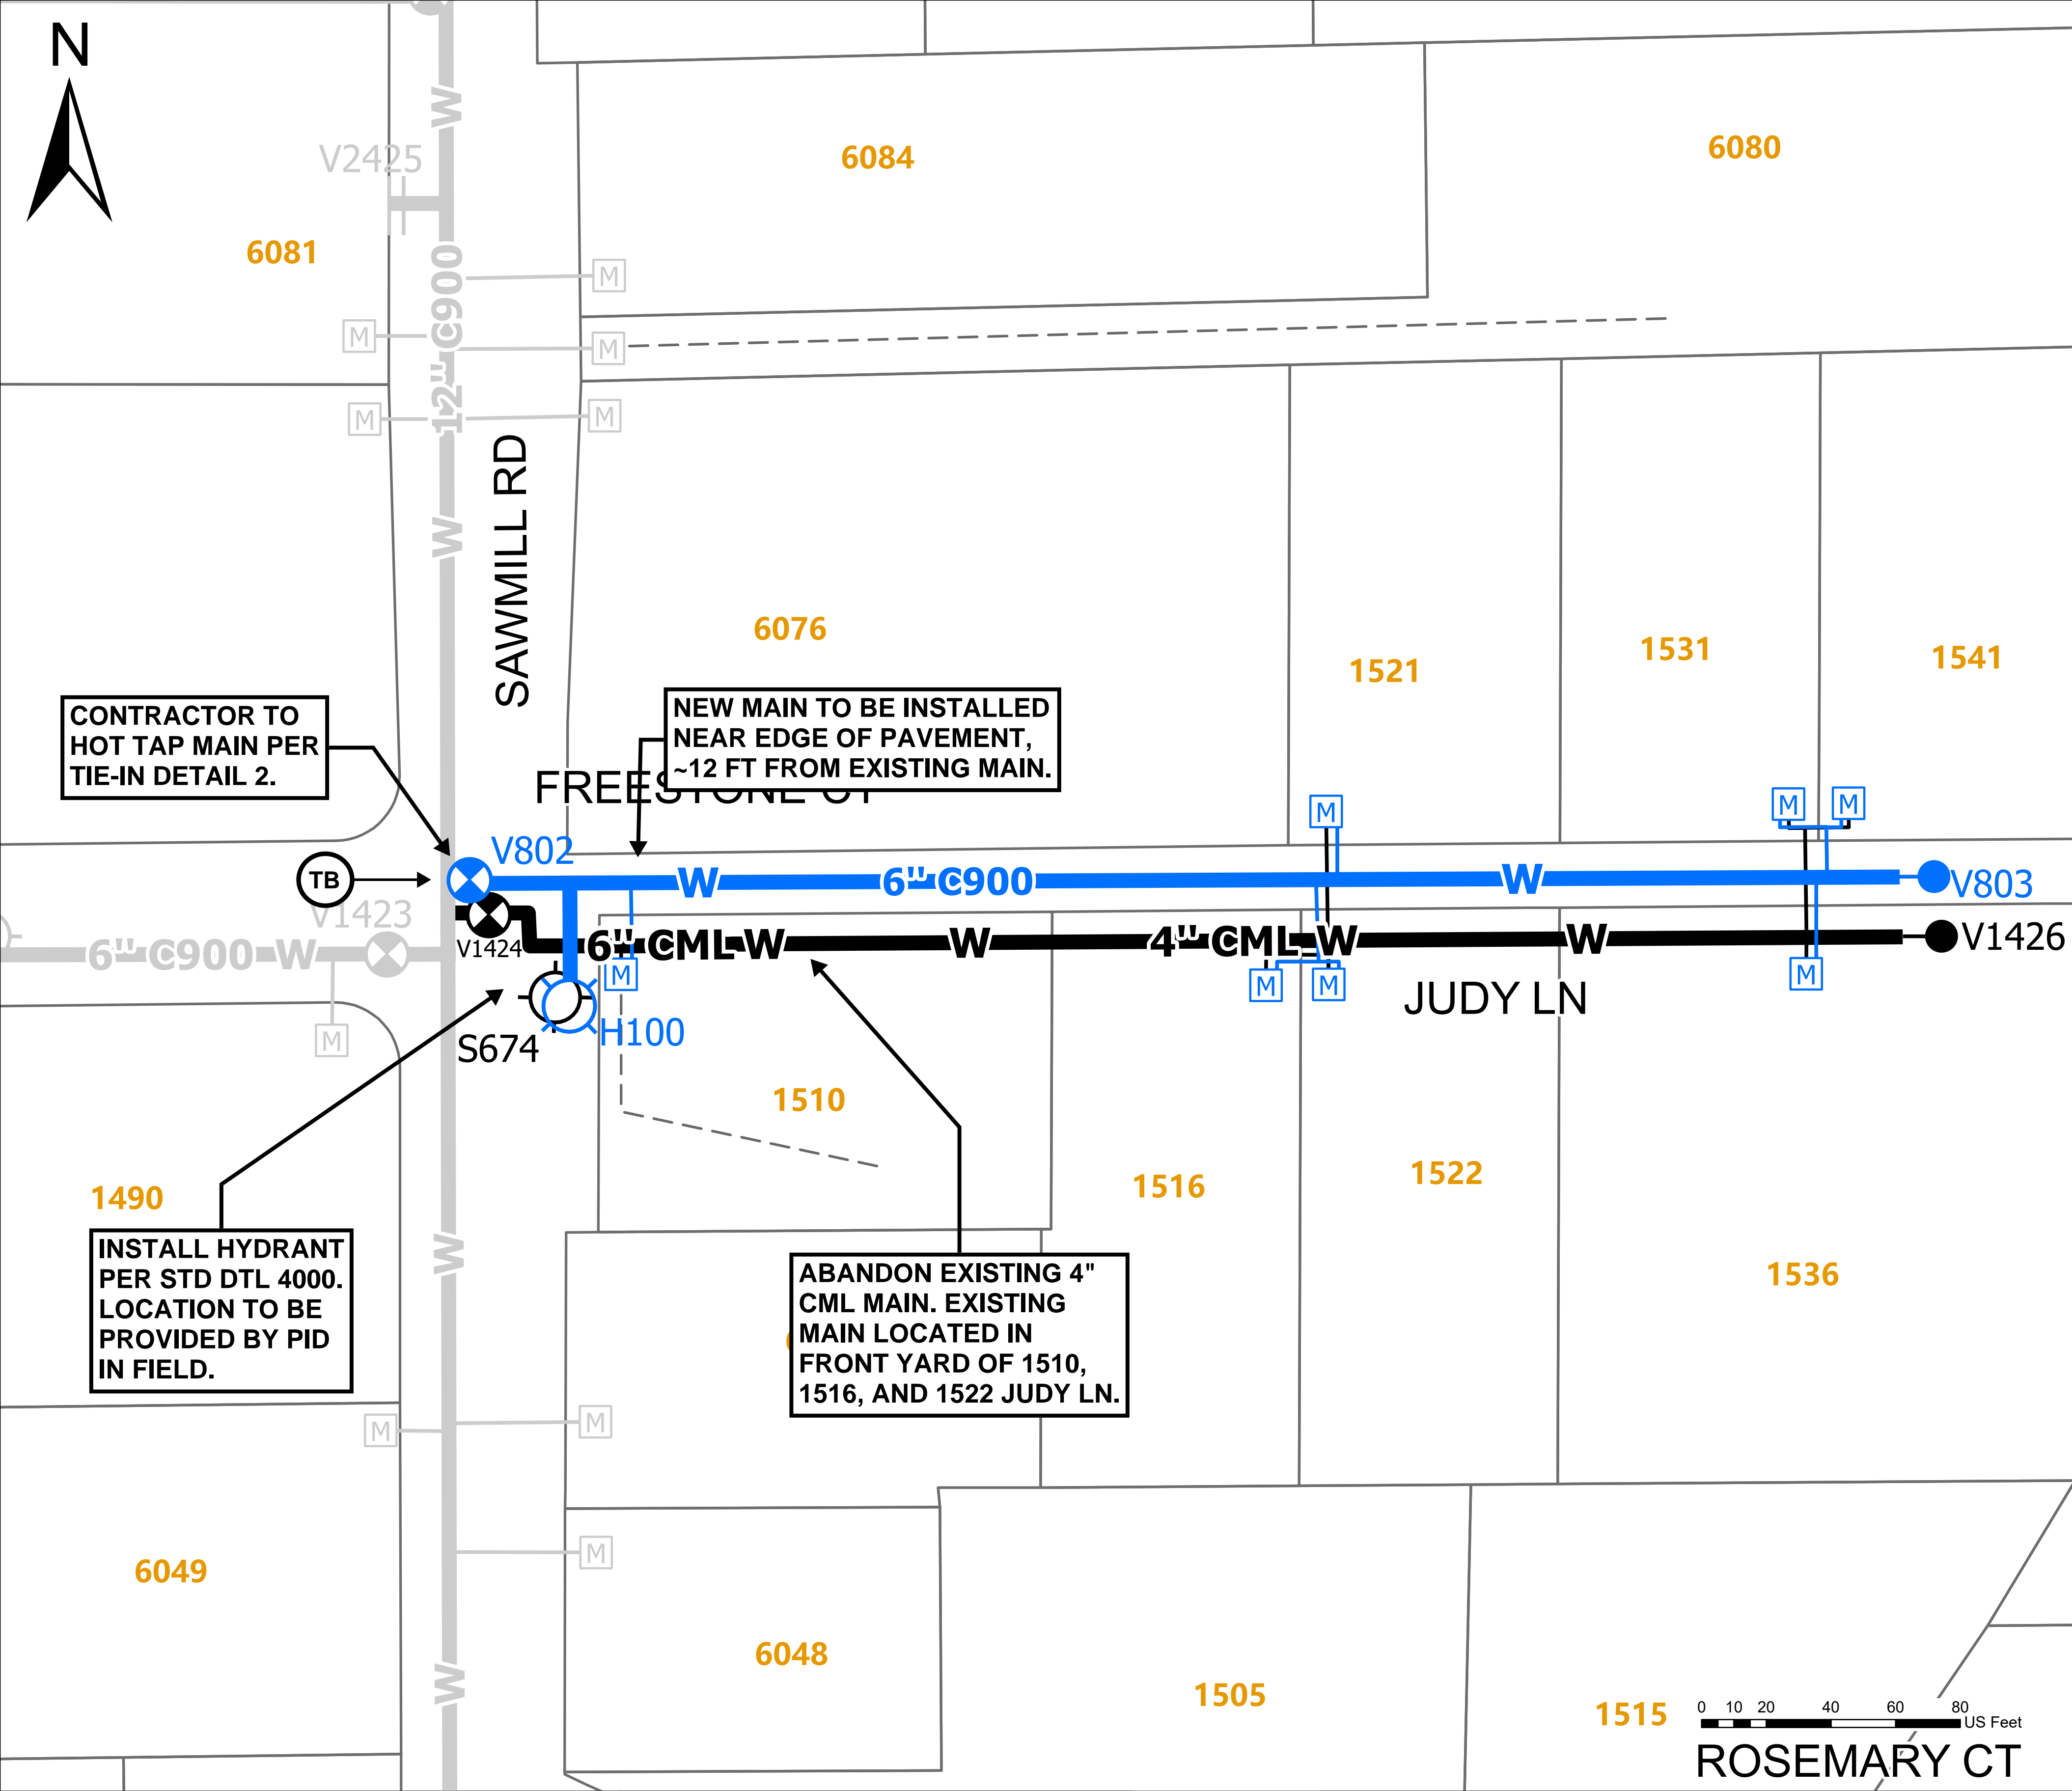 N
W
V2425
6084
6080
6081
12" C900
M
M
M
M
M
SAWMILL RD
W
6076
1521
1531
1541
CONTRACTOR TO
HOT TAP MAIN PER
TIE-IN DETAIL 2.
NEW MAIN TO BE INSTALLED
NEAR EDGE OF PAVEMENT,
~12 FT FROM EXISTING MAIN.
M
M
M
V802
TB
W
6" C900
W
V803
V1423
6" C900 W
V1424
6" CML W
W
4" CML W
W
V1426
M
M
M
M
JUDY LN
S674
H100
M
1510
1490
1516
1522
INSTALL HYDRANT
PER STD DTL 4000.
LOCATION TO BE
PROVIDED BY PID
IN FIELD.
W
ABANDON EXISTING 4"
CML MAIN. EXISTING
MAIN LOCATED IN
FRONT YARD OF 1510,
1516, AND 1522 JUDY LN.
1536
M
M
M
6049
6048
W
1505
1515
0 10 20 40 60 80
US Feet
ROSEMARY CT